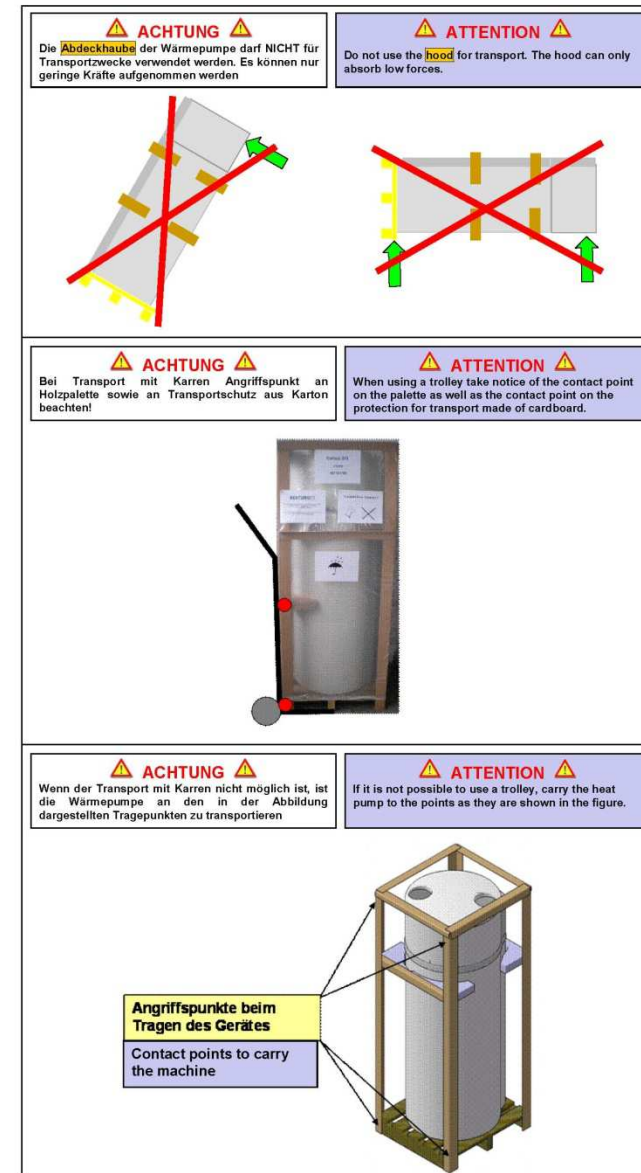 ACHTUNG
Die Abdeckhaube der Wärmepumpe darf NICHT für
Transportzwecke verwendet werden. Es können nur
geringe Kräfte aufgenommen werden
ATTENTION
Do not use the hood for transport. The hood can only
absorb low forces.
ACHTUNG
Bei Transport mit Karren Angriffspunkt an
Holzpalette sowie an Transportschutz aus Karton
beachten!
ATTENTION
When using a trolley take notice of the contact point
on the palette as well as the contact point on the
protection for transport made of cardboard.
ACHTUNG
Wenn der Transport mit Karren nicht möglich ist, ist
die Wärmepumpe an den in der Abbildung
dargestellten Tragepunkten zu transportieren
ATTENTION
If it is not possible to use a trolley, carry the heat
pump to the points as they are shown in the figure.
Angriffspunkte beim
Tragen des Gerätes
Contact points to carry
the machine